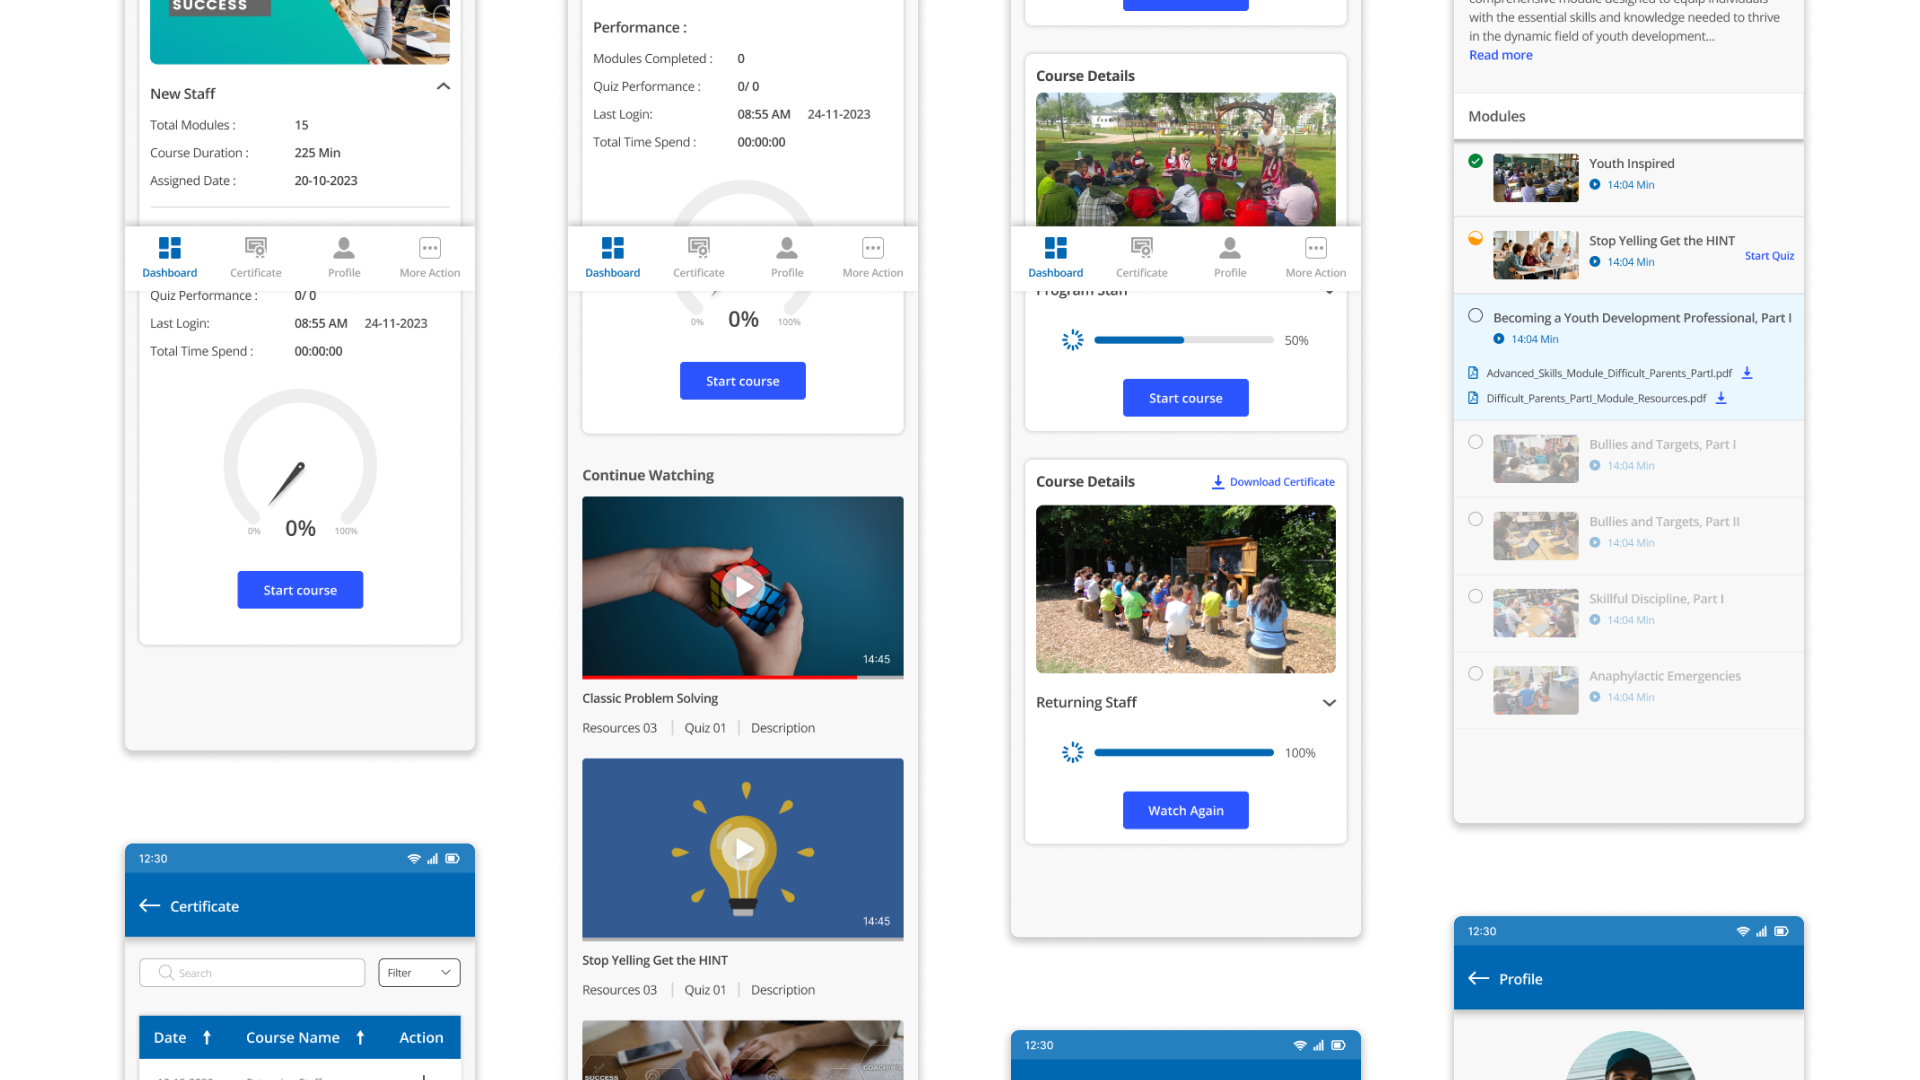 SUCCESS
New Staff
Total Modules : 15
Course Duration : 225 Min
Assigned Date : 20-10-2023
Dashboard Certificate Profile More Action
Quiz Performance : 0/ 0
Last Login: 08:55 AM 24-11-2023
Total Time Spend : 00:00:00
0% 0% 100%
Start course
12:30
Certificate
Search Filter
Date Course Name Action
Performance :
Modules Completed : 0
Quiz Performance : 0/ 0
Last Login: 08:55 AM 24-11-2023
Total Time Spend : 00:00:00
Dashboard Certificate Profile More Action
0% 0% 100%
Start course
Continue Watching
14:45
Classic Problem Solving
Resources 03 Quiz 01 Description
14:45
Stop Yelling Get the HINT
Resources 03 Quiz 01 Description
SUCCESS
COACHING
Course Details
Dashboard Certificate Profile More Action
Program Staff
50%
Start course
Course Details Download Certificate
Returning Staff
100%
Watch Again
12:30
comprehensive module designed to equip individuals
with the essential skills and knowledge needed to thrive
in the dynamic field of youth development...
Read more
Modules
Youth Inspired
14:04 Min
Stop Yelling Get the HINT
14:04 Min
Start Quiz
Becoming a Youth Development Professional, Part I
14:04 Min
Advanced_Skills_Module_Difficult_Parents_PartI.pdf
Difficult_Parents_PartI_Module_Resources.pdf
Bullies and Targets, Part I
14:04 Min
Bullies and Targets, Part II
14:04 Min
Skillful Discipline, Part I
14:04 Min
Anaphylactic Emergencies
14:04 Min
12:30
Profile